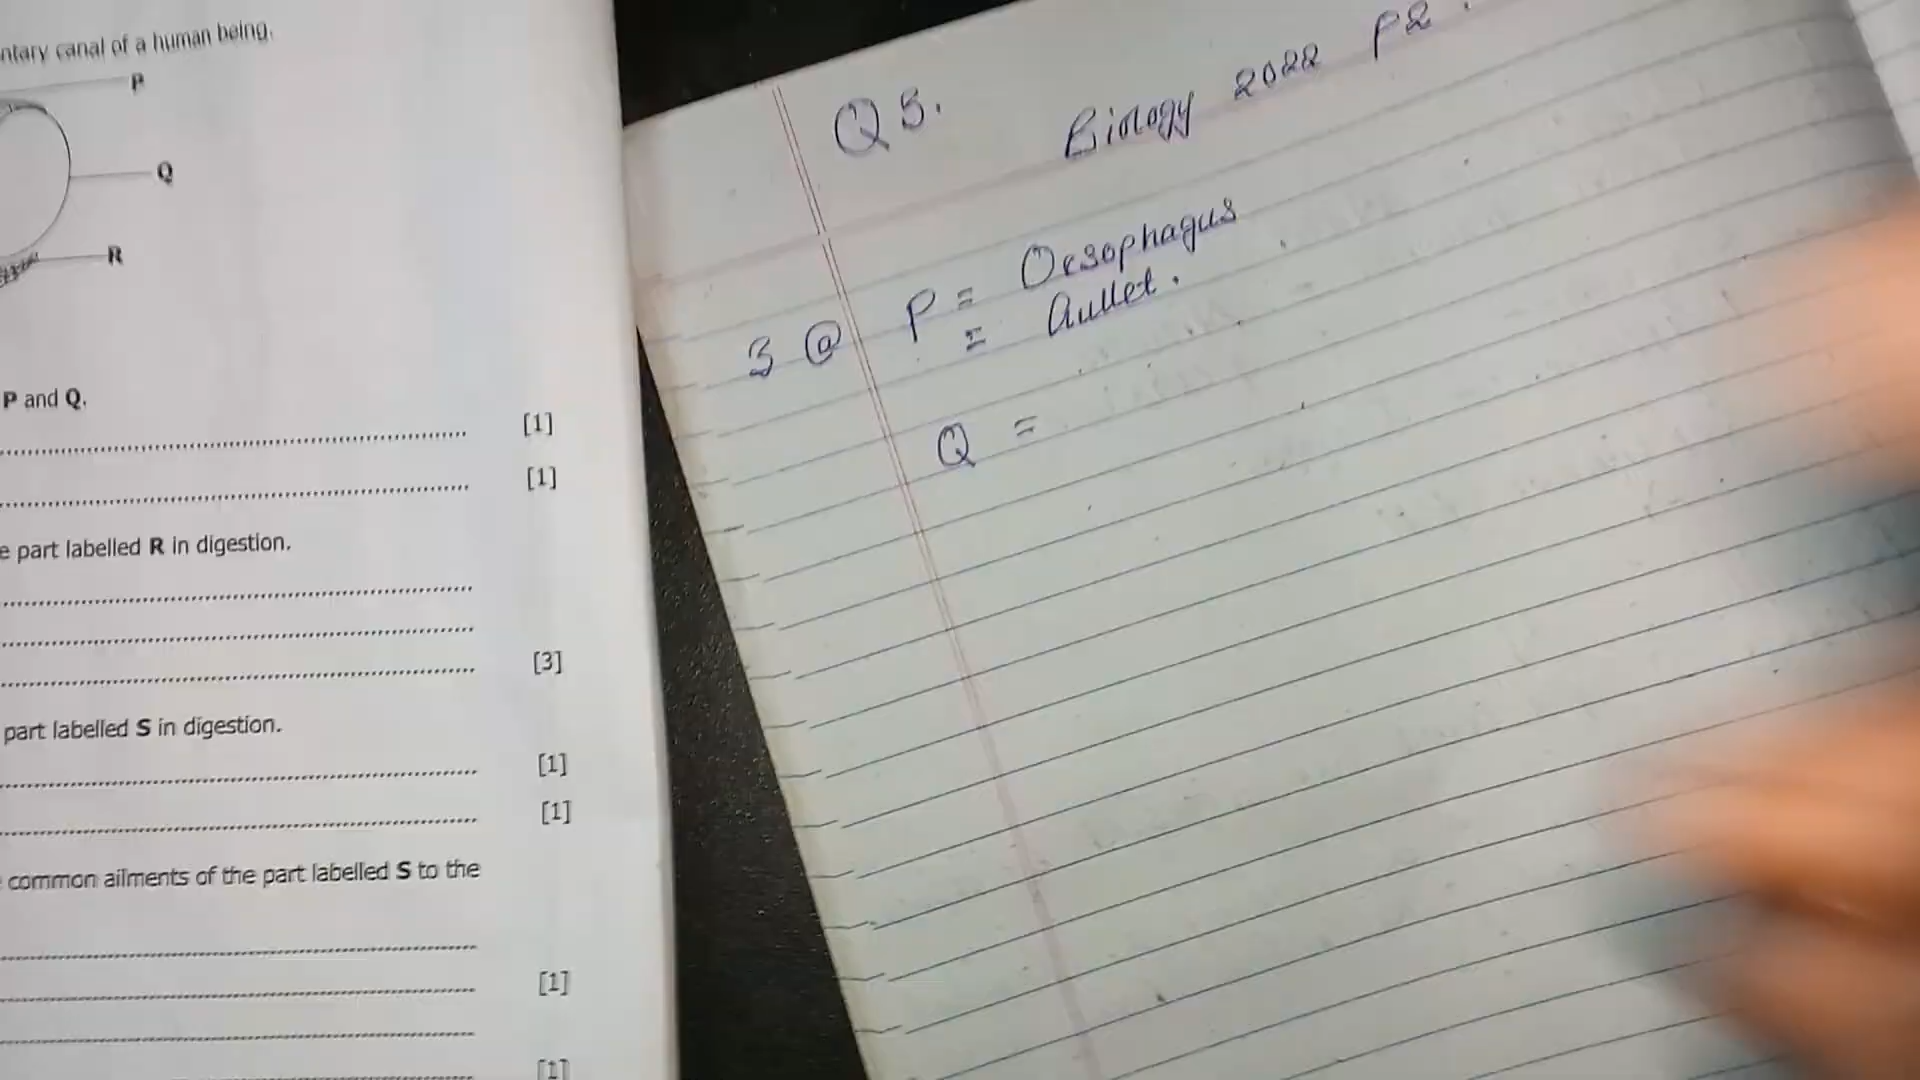 ntary canal of a human being.
P
Q
R
P and Q.
[1]
[1]
e part labelled R in digestion.
[3]
part labelled S in digestion.
[1]
[1]
common ailments of the part labelled S to the
[1]
[1]
Q3.
Biology 2022 P2.
3 @ P = Oesophagus
= Gullet.
Q =